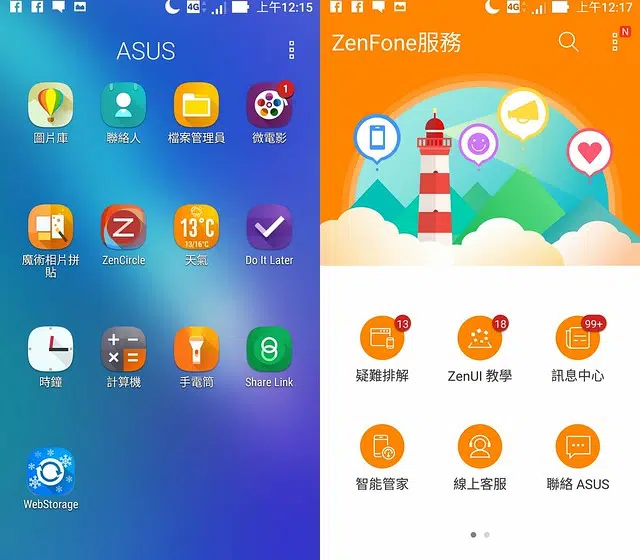 4G
上午12:15
ASUS
圖片庫
聯絡人
檔案管理員
1
微電影
魔術相片拼
貼
Z
ZenCircle
13°C
13/16°C
天氣
Do It Later
時鐘
計算機
手電筒
Share Link
WebStorage
4G
上午12:17
ZenFone服務
N
13
疑難排解
18
ZenUI 教學
99+
訊息中心
智能管家
線上客服
聯絡 ASUS